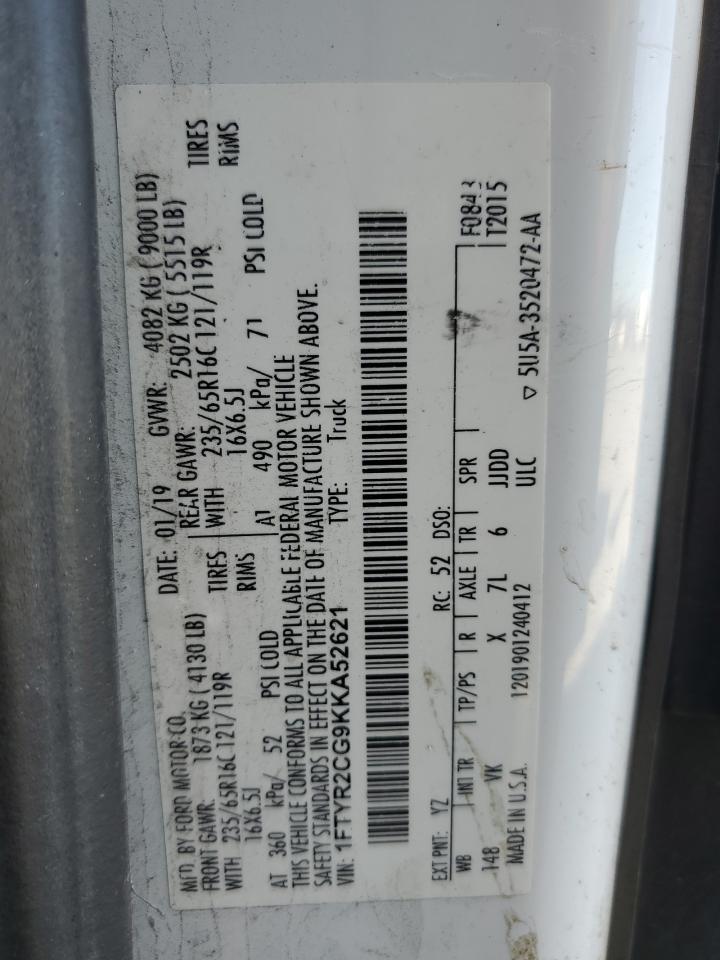 MFD. BY FORD MOTOR CO. DATE: 01/19 GVWR: 4082 KG ( 9000 LB)
FRONT GAWR: 1873 KG ( 4130 LB) REAR GAWR: 2502 KG ( 5515 LB)
WITH 235/65R16C 121/119R TIRES WITH 235/65R16C 121/119R TIRES
16X6.5J RIMS 16X6.5J RIMS
AT 360 kPa/ 52 PSI COLD AT 490 kPa/ 71 PSI COLD
THIS VEHICLE CONFORMS TO ALL APPLICABLE FEDERAL MOTOR VEHICLE
SAFETY STANDARDS IN EFFECT ON THE DATE OF MANUFACTURE SHOWN ABOVE.
VIN: 1FTYR2CG9KKA52621 TYPE: Truck
EXT PNT: YZ RC: 52 DSO: F0843
WB INT TR TP/PS R AXLE TR SPR T2015
148 VK X 7L 6 JJDD
MADE IN U.S.A. 1201901240412 ULC ▽ 5U5A-3520472-AA